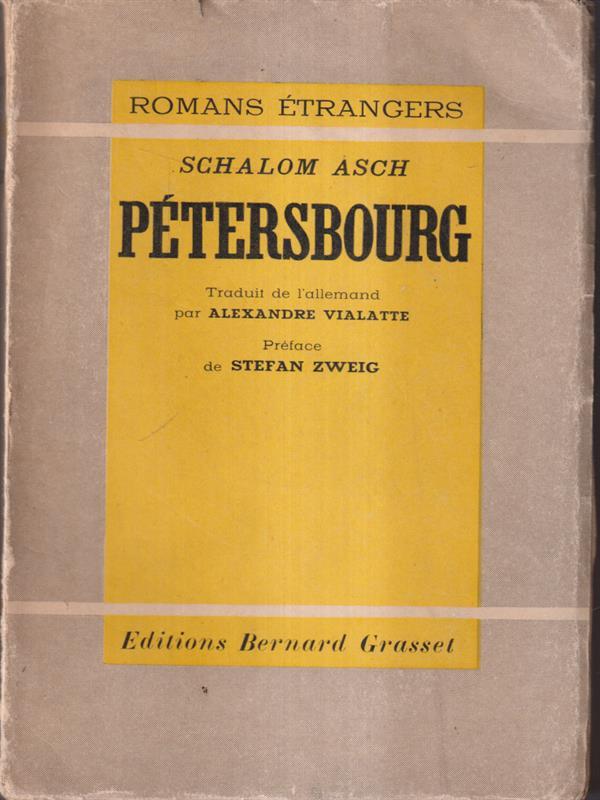 ROMANS ÉTRANGERS
SCHALOM ASCH
PÉTERSBOURG
Traduit de l'allemand
par ALEXANDRE VIALATTE
Préface
de STEFAN ZWEIG
Editions Bernard Grasset